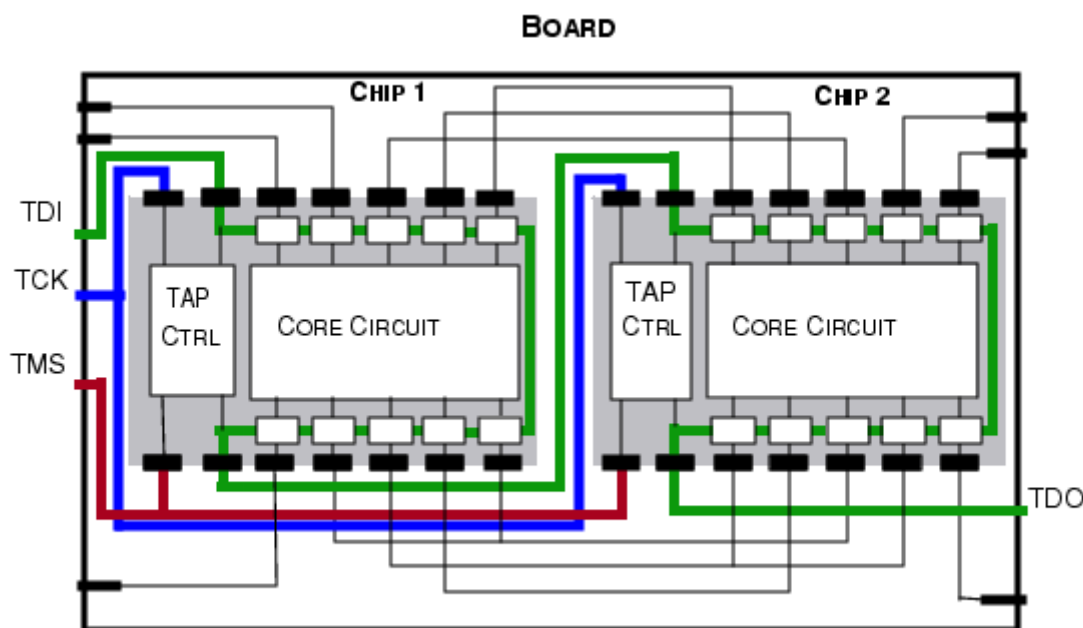 BOARD
CHIP 1
CHIP 2
TDI
TCK
TMS
TAP
CTRL
CORE CIRCUIT
TAP
CTRL
CORE CIRCUIT
TDO